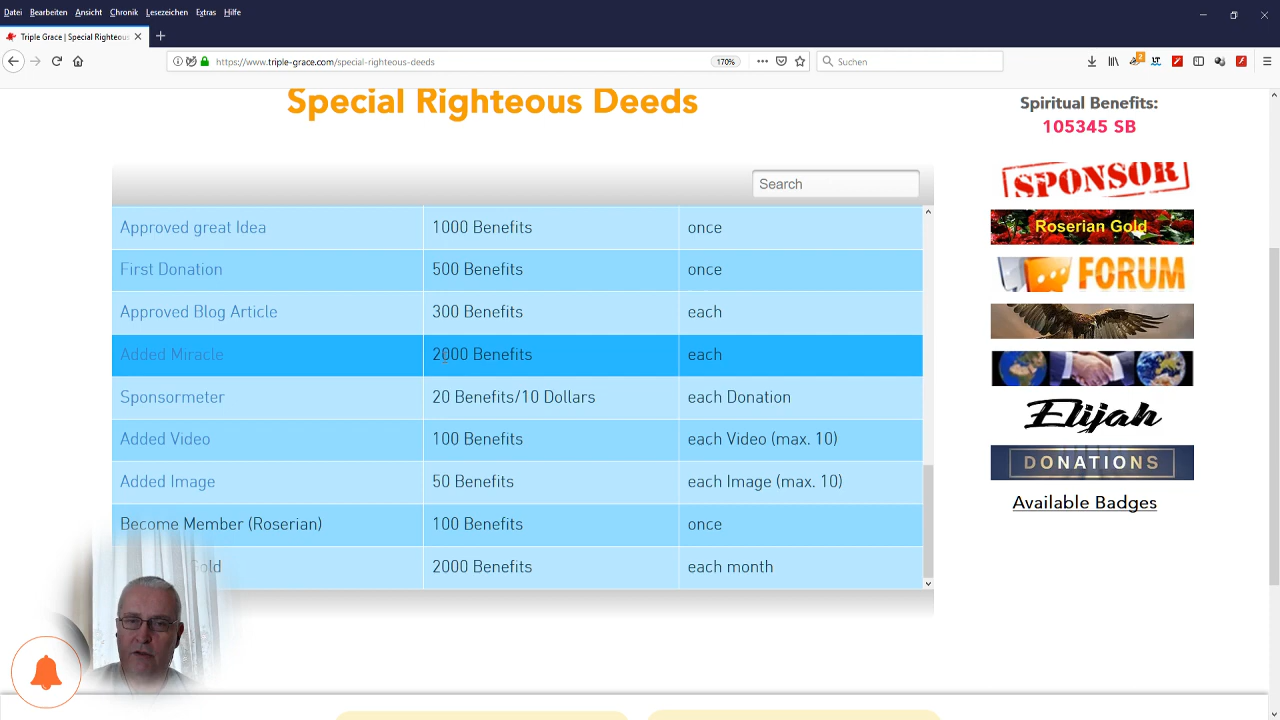 Datei Bearbeiten Ansicht Chronik Lesezeichen Extras Hilfe
Triple Grace | Special Righteous
https://www.triple-grace.com/special-righteous-deeds
170%
Suchen
Special Righteous Deeds
Search
Approved great Idea 1000 Benefits once
First Donation 500 Benefits once
Approved Blog Article 300 Benefits each
Added Miracle 2000 Benefits each
Sponsormeter 20 Benefits/10 Dollars each Donation
Added Video 100 Benefits each Video (max. 10)
Added Image 50 Benefits each Image (max. 10)
Become Member (Roserian) 100 Benefits once
Gold 2000 Benefits each month
Spiritual Benefits:
105345 SB
SPONSOR
Roserian Gold
FORUM
Elijah
DONATIONS
Available Badges